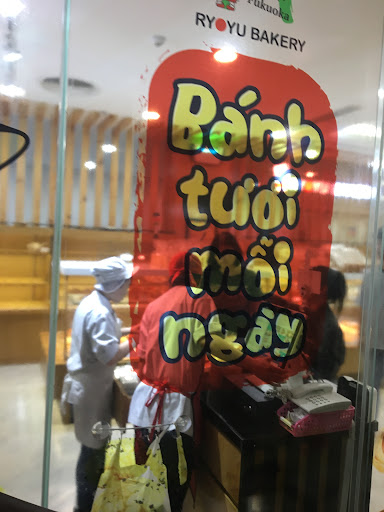 Fukuoka
RYOYU BAKERY
Bánh
tươi
mỗi
ngày